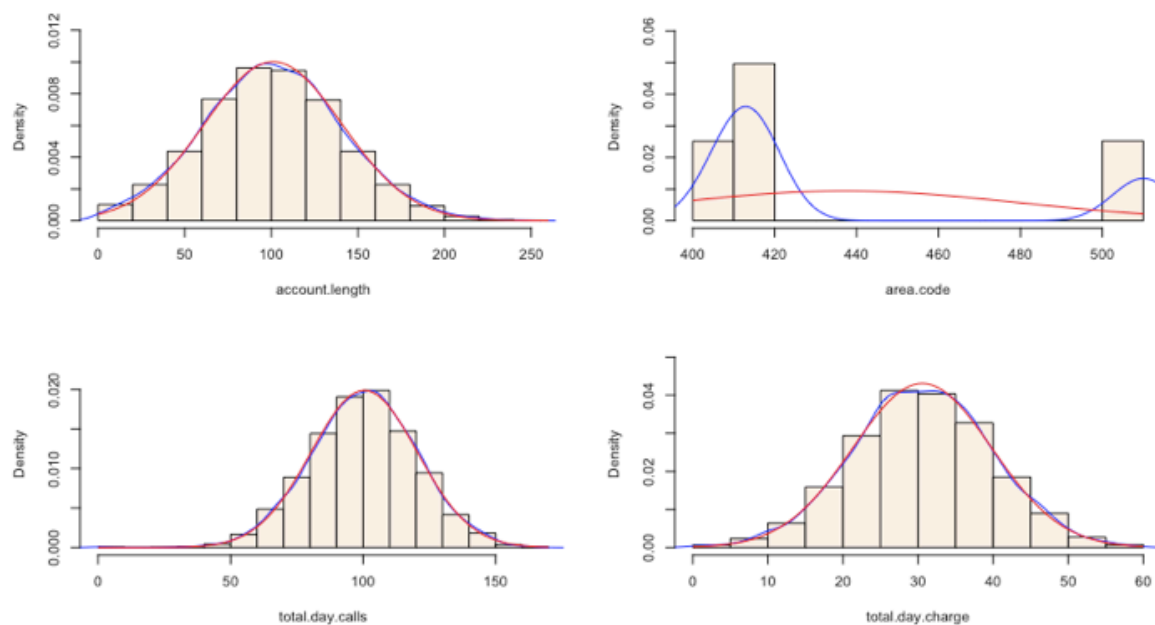 Density
0.000 0.004 0.008 0.012
0 50 100 150 200 250
account.length
Density
0.00 0.02 0.04 0.06
400 420 440 460 480 500
area.code
Density
0.000 0.010 0.020
0 50 100 150
total.day.calls
Density
0.00 0.02 0.04
0 10 20 30 40 50 60
total.day.charge